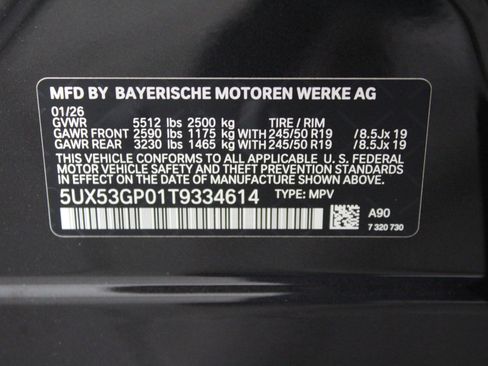 MFD BY BAYERISCHE MOTOREN WERKE AG
01/26
GVWR 5512 lbs 2500 kg TIRE / RIM
GAWR FRONT 2590 lbs 1175 kg WITH 245/50 R19 /8.5Jx 19
GAWR REAR 3230 lbs 1465 kg WITH 245/50 R19 /8.5Jx 19
THIS VEHICLE CONFORMS TO ALL APPLICABLE U. S. FEDERAL
MOTOR VEHICLE SAFETY AND THEFT PREVENTION STANDARDS
IN EFFECT ON THE DATE OF MANUFACTURE SHOWN ABOVE.
5UX53GP01T9334614 TYPE: MPV
A90
7 320 730